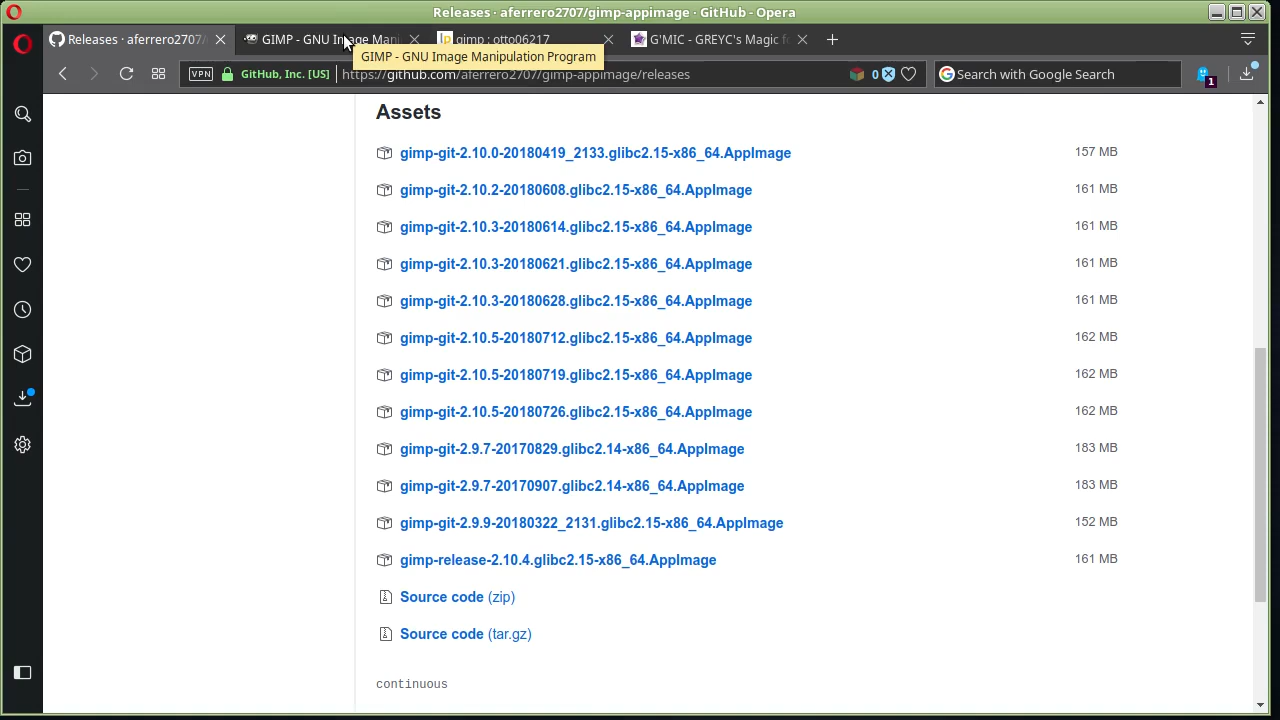 Releases · aferrero2707/gimp-appimage · GitHub - Opera
Releases · aferrero2707/
GIMP - GNU Image Mani
gimp : otto06217
G'MIC - GREYC's Magic f
GIMP - GNU Image Manipulation Program
VPN
GitHub, Inc. [US]
https://github.com/aferrero2707/gimp-appimage/releases
0
Search with Google Search
1
Assets
gimp-git-2.10.0-20180419_2133.glibc2.15-x86_64.AppImage 157 MB
gimp-git-2.10.2-20180608.glibc2.15-x86_64.AppImage 161 MB
gimp-git-2.10.3-20180614.glibc2.15-x86_64.AppImage 161 MB
gimp-git-2.10.3-20180621.glibc2.15-x86_64.AppImage 161 MB
gimp-git-2.10.3-20180628.glibc2.15-x86_64.AppImage 161 MB
gimp-git-2.10.5-20180712.glibc2.15-x86_64.AppImage 162 MB
gimp-git-2.10.5-20180719.glibc2.15-x86_64.AppImage 162 MB
gimp-git-2.10.5-20180726.glibc2.15-x86_64.AppImage 162 MB
gimp-git-2.9.7-20170829.glibc2.14-x86_64.AppImage 183 MB
gimp-git-2.9.7-20170907.glibc2.14-x86_64.AppImage 183 MB
gimp-git-2.9.9-20180322_2131.glibc2.15-x86_64.AppImage 152 MB
gimp-release-2.10.4.glibc2.15-x86_64.AppImage 161 MB
Source code (zip)
Source code (tar.gz)
continuous